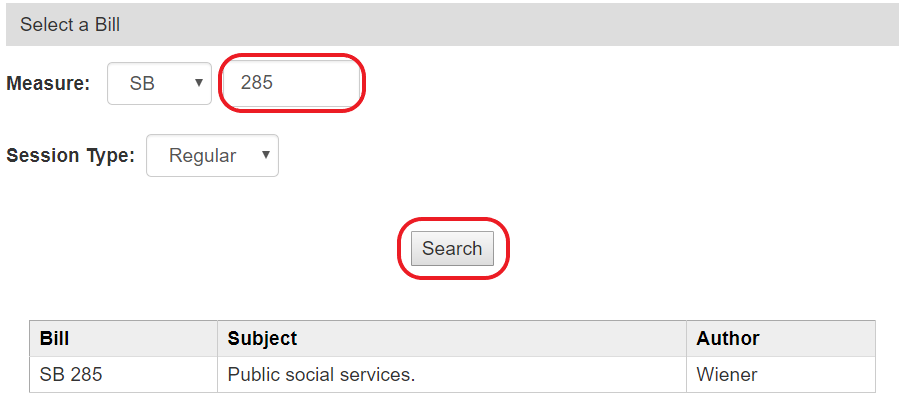 Select a Bill
Measure: SB 285
Session Type: Regular
Search
Bill Subject Author
SB 285 Public social services. Wiener